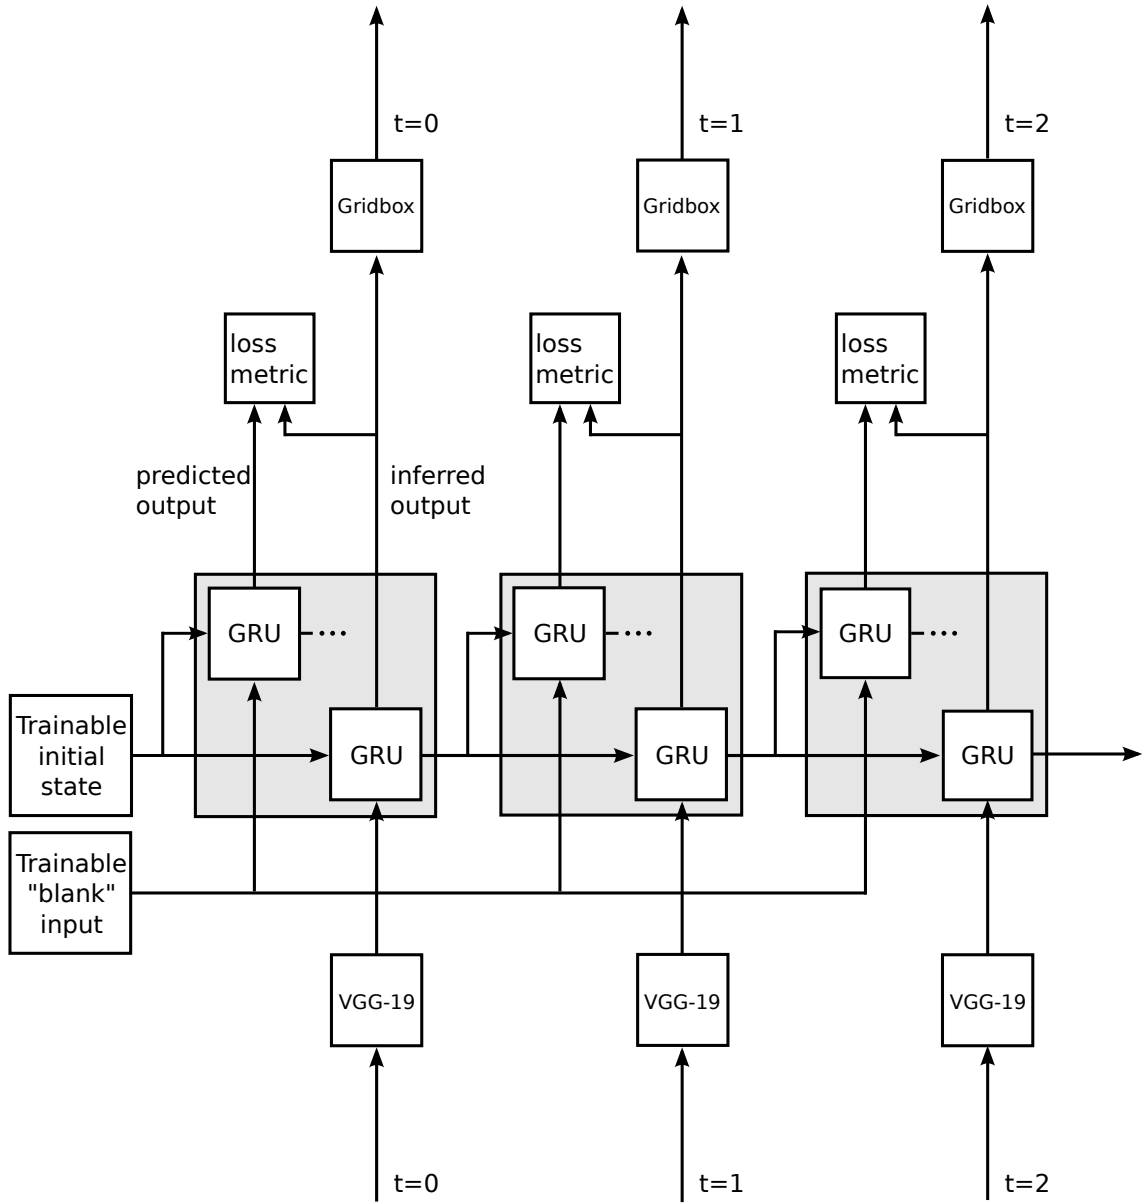 t=0
t=1
t=2
Gridbox
Gridbox
Gridbox
loss
metric
loss
metric
loss
metric
predicted
output
inferred
output
GRU
GRU
GRU
Trainable
initial
state
GRU
GRU
GRU
Trainable
"blank"
input
VGG-19
VGG-19
VGG-19
t=0
t=1
t=2